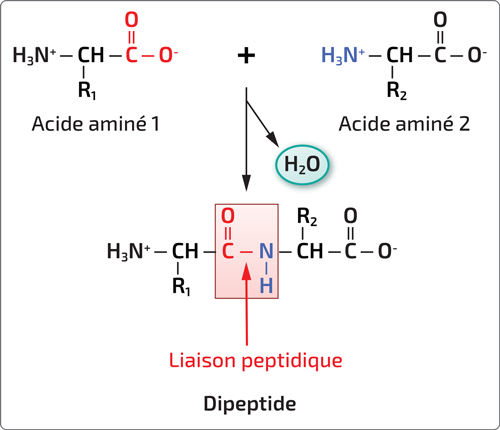 O O
H₃N⁺ – CH – C – O⁻ + H₃N⁺ – CH – C – O⁻
R₁ R₂
Acide aminé 1 Acide aminé 2
H₂O
O R₂ O
H₃N⁺ – CH – C – N – CH – C – O⁻
R₁ H
Liaison peptidique
Dipeptide